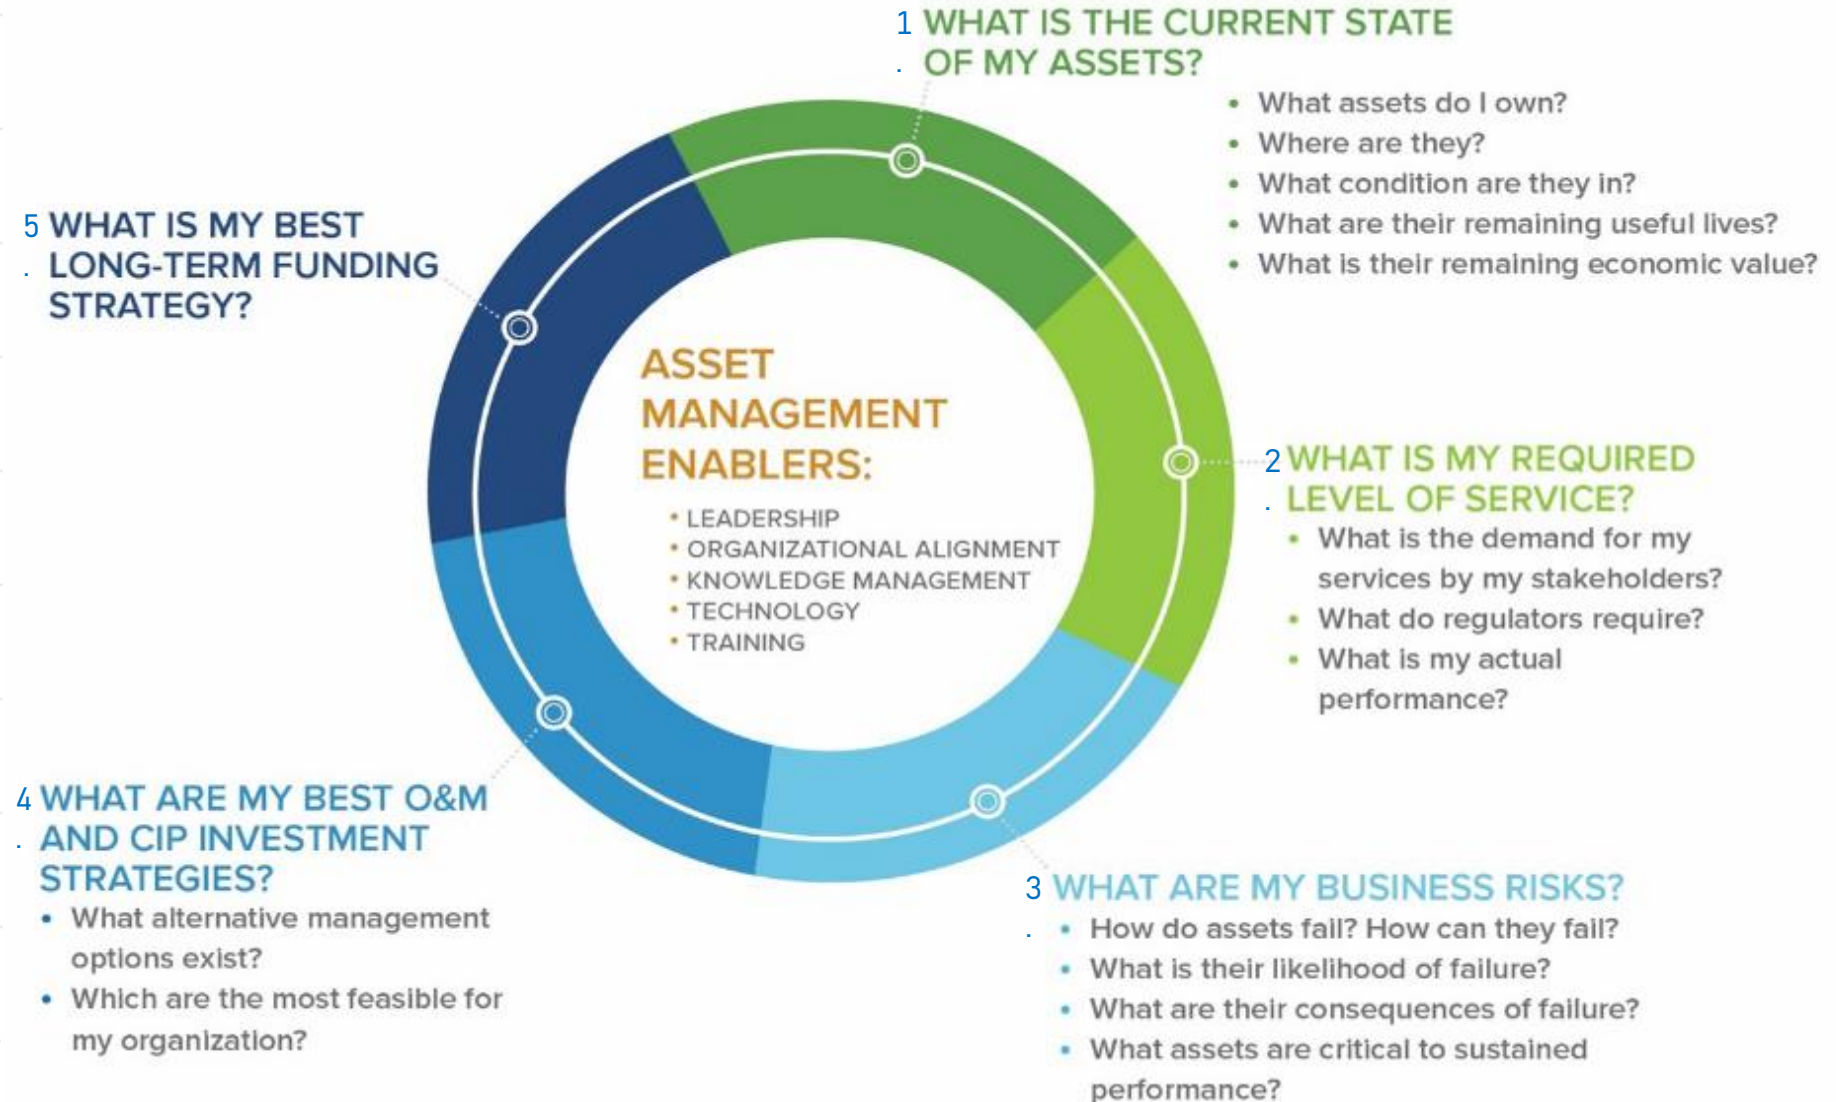 1. WHAT IS THE CURRENT STATE
OF MY ASSETS?
• What assets do I own?
• Where are they?
• What condition are they in?
• What are their remaining useful lives?
• What is their remaining economic value?
2. WHAT IS MY REQUIRED
LEVEL OF SERVICE?
• What is the demand for my
services by my stakeholders?
• What do regulators require?
• What is my actual
performance?
3. WHAT ARE MY BUSINESS RISKS?
• How do assets fail? How can they fail?
• What is their likelihood of failure?
• What are their consequences of failure?
• What assets are critical to sustained
performance?
4. WHAT ARE MY BEST O&M
AND CIP INVESTMENT
STRATEGIES?
• What alternative management
options exist?
• Which are the most feasible for
my organization?
5. WHAT IS MY BEST
LONG-TERM FUNDING
STRATEGY?
ASSET
MANAGEMENT
ENABLERS:
• LEADERSHIP
• ORGANIZATIONAL ALIGNMENT
• KNOWLEDGE MANAGEMENT
• TECHNOLOGY
• TRAINING